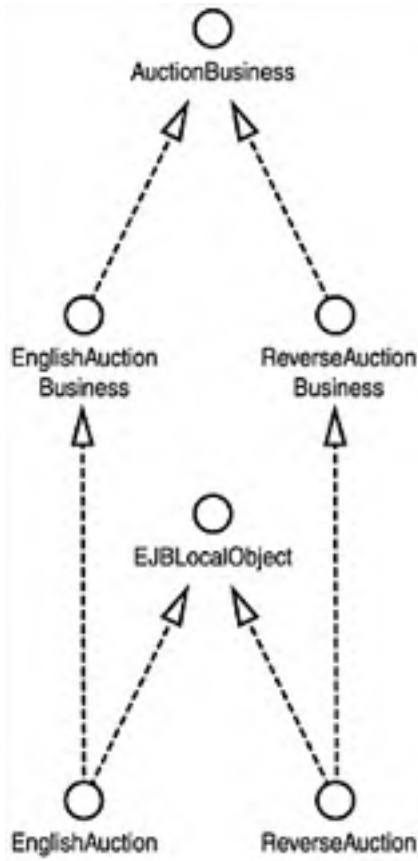 AuctionBusiness
EnglishAuction
Business
ReverseAuction
Business
EJBLocalObject
EnglishAuction
ReverseAuction